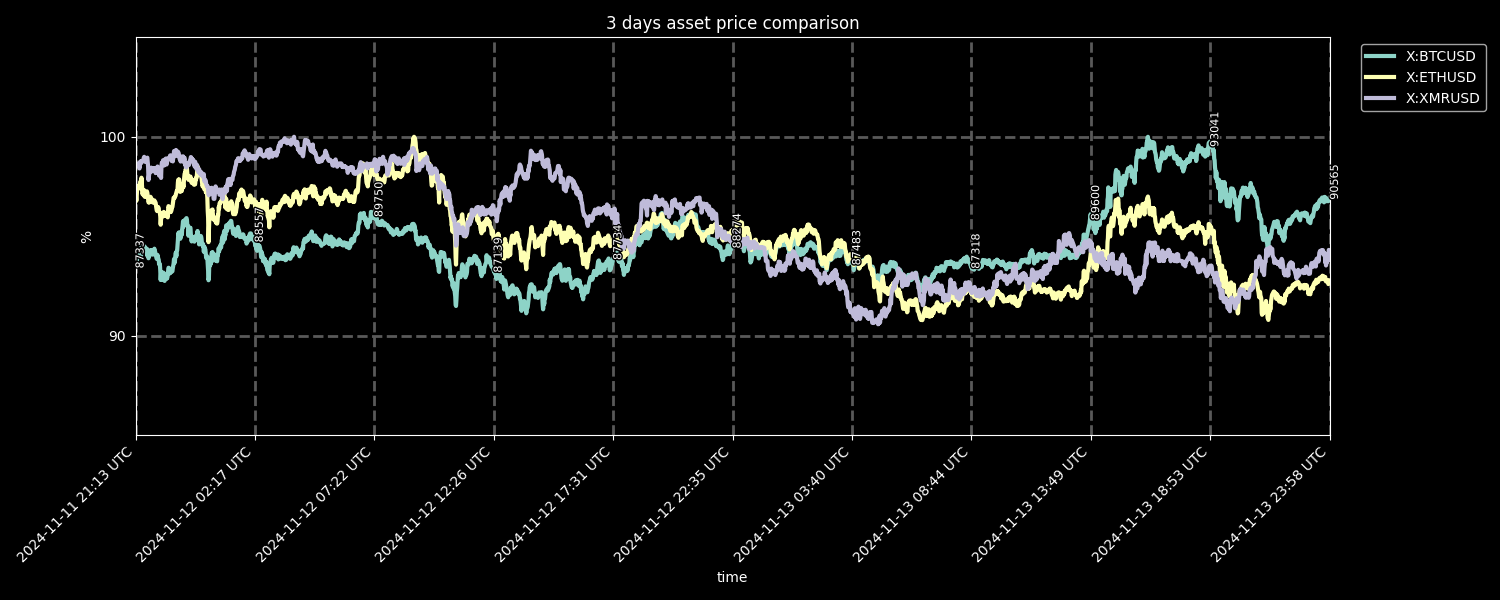 3 days asset price comparison
X:BTCUSD
X:ETHUSD
X:XMRUSD
100
90
%
87337
88557
89750
87139
87734
88274
87483
87318
89600
93041
90565
2024-11-11 21:13 UTC
2024-11-12 02:17 UTC
2024-11-12 07:22 UTC
2024-11-12 12:26 UTC
2024-11-12 17:31 UTC
2024-11-12 22:35 UTC
2024-11-13 03:40 UTC
2024-11-13 08:44 UTC
2024-11-13 13:49 UTC
2024-11-13 18:53 UTC
2024-11-13 23:58 UTC
time